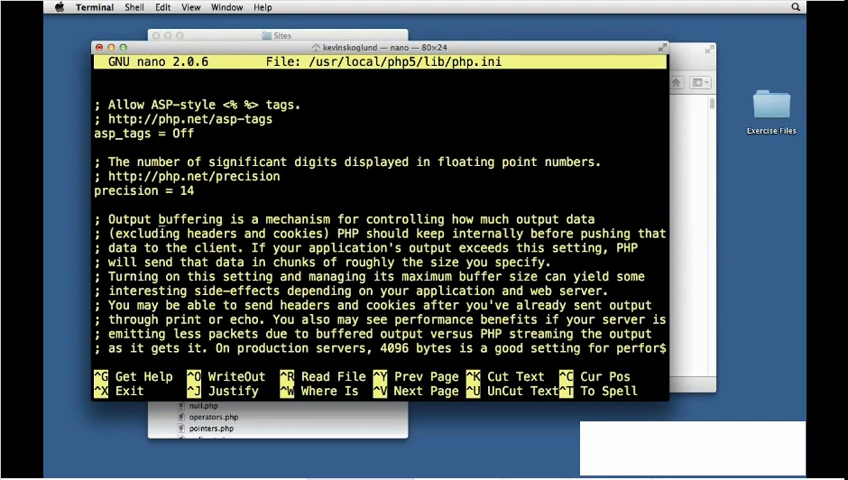 Terminal Shell Edit View Window Help
Sites
kevinskoglund — nano — 80×24
GNU nano 2.0.6 File: /usr/local/php5/lib/php.ini
; Allow ASP-style <% %> tags.
; http://php.net/asp-tags
asp_tags = Off
; The number of significant digits displayed in floating point numbers.
; http://php.net/precision
precision = 14
; Output buffering is a mechanism for controlling how much output data
; (excluding headers and cookies) PHP should keep internally before pushing that
; data to the client. If your application's output exceeds this setting, PHP
; will send that data in chunks of roughly the size you specify.
; Turning on this setting and managing its maximum buffer size can yield some
; interesting side-effects depending on your application and web server.
; You may be able to send headers and cookies after you've already sent output
; through print or echo. You also may see performance benefits if your server is
; emitting less packets due to buffered output versus PHP streaming the output
; as it gets it. On production servers, 4096 bytes is a good setting for perfor$
^G Get Help ^O WriteOut ^R Read File ^Y Prev Page ^K Cut Text ^C Cur Pos
^X Exit ^J Justify ^W Where Is ^V Next Page ^U UnCut Text ^T To Spell
null.php
operators.php
pointers.php
Exercise Files